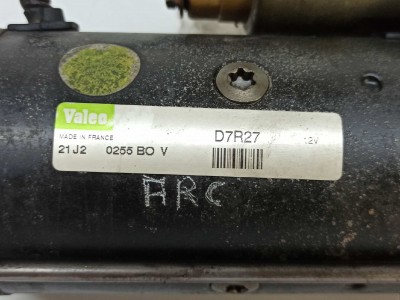 Valeo
MADE IN FRANCE
D7R27
12V
21J2 0255 BO V
ARC